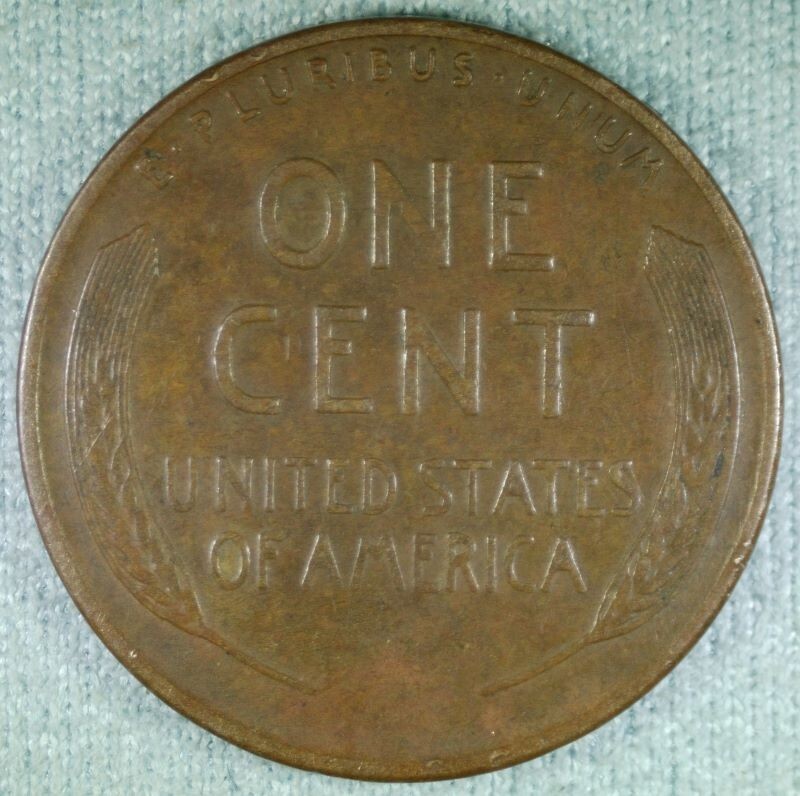 E · PLURIBUS · UNUM
ONE
CENT
UNITED STATES
OF AMERICA